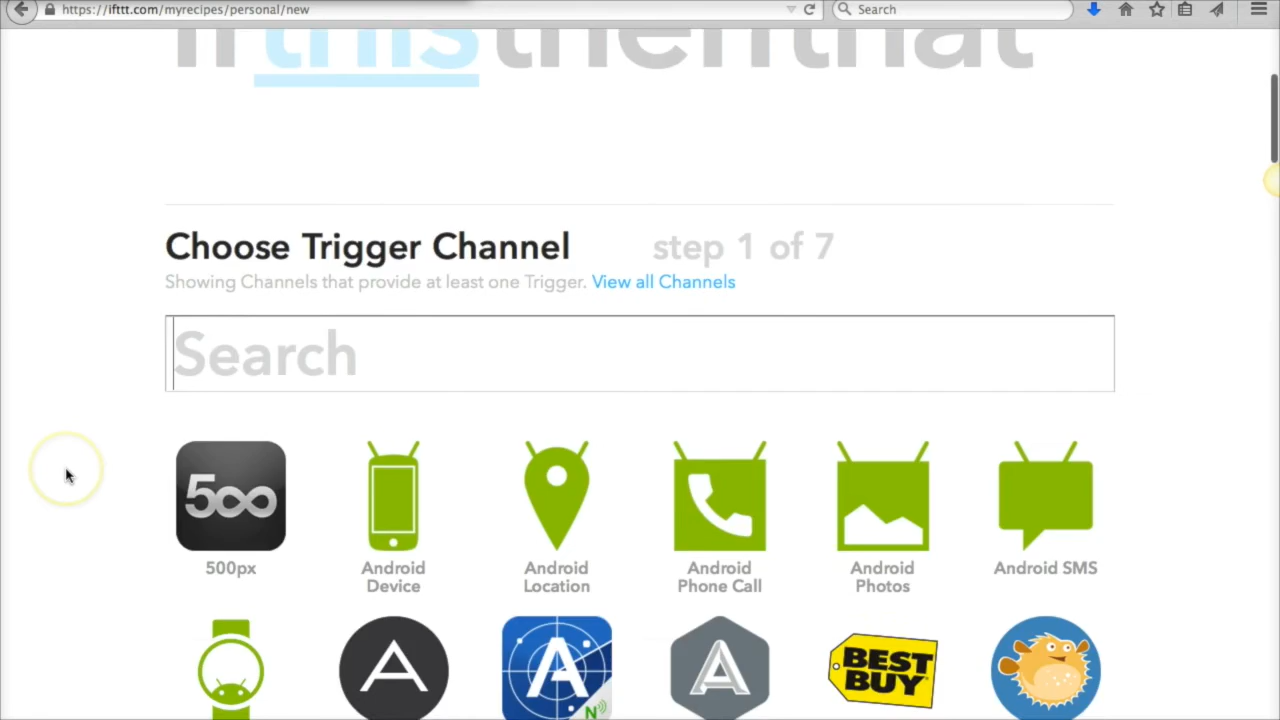 https://ifttt.com/myrecipes/personal/new
Search
ifthisthenthat
Choose Trigger Channel step 1 of 7
Showing Channels that provide at least one Trigger. View all Channels
Search
500
500px
Android Device
Android Location
Android Phone Call
Android Photos
Android SMS
A
A
N
A
BEST BUY